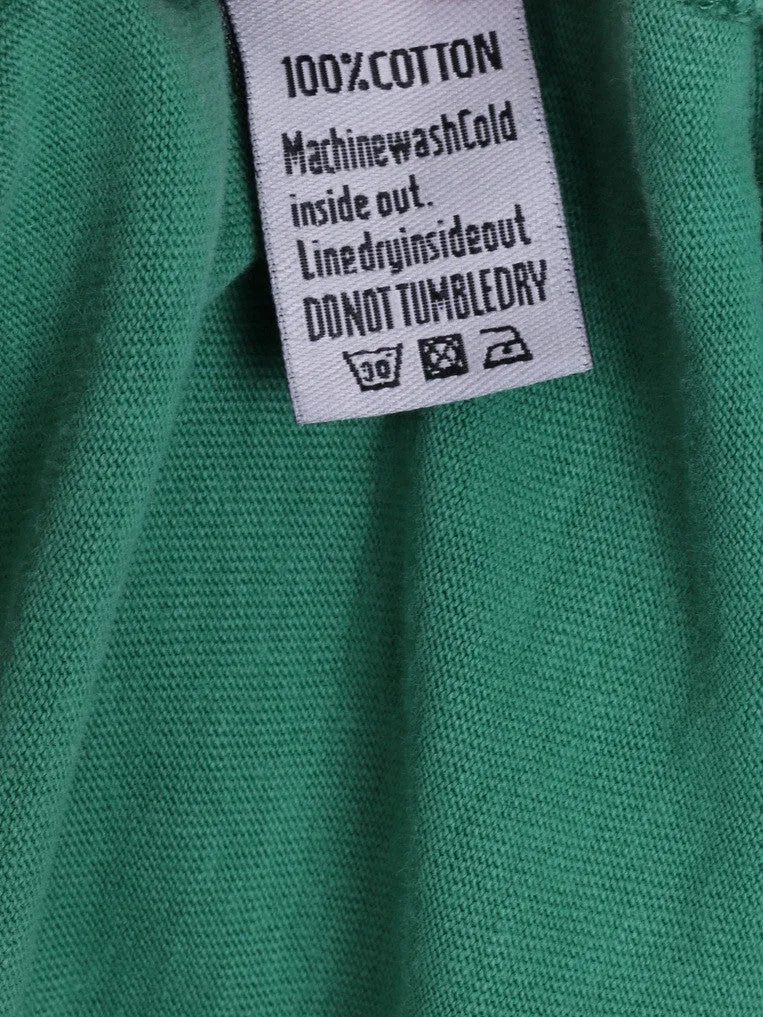 100%COTTON
MachinewashCold
inside out.
Linedryinsideout
DONOTTUMBLEDRY
30